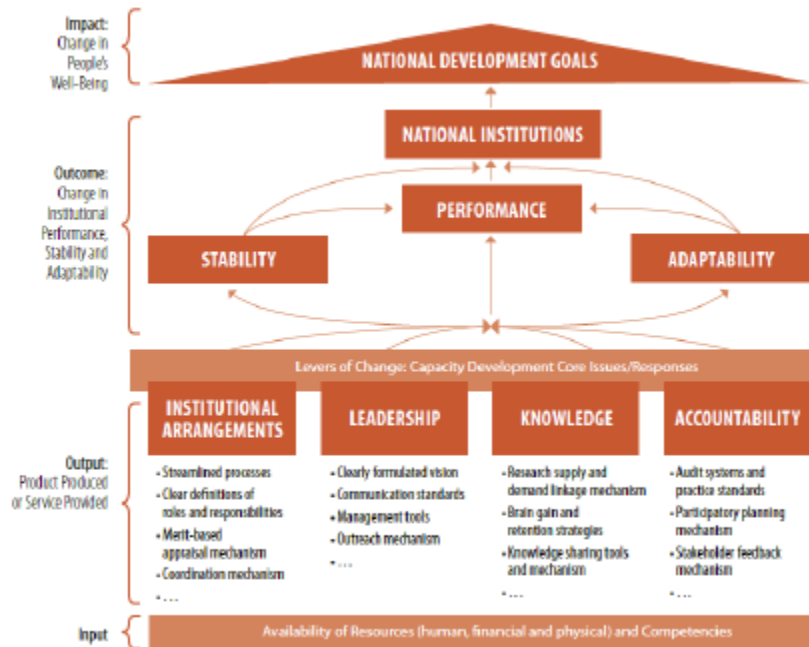 Impact:
Change in
People's
Well-Being
NATIONAL DEVELOPMENT GOALS
NATIONAL INSTITUTIONS
Outcome:
Change in
Institutional
Performance,
Stability and
Adaptability
PERFORMANCE
STABILITY
ADAPTABILITY
Levers of Change: Capacity Development Core Issues/Responses
Output:
Product Produced
or Service Provided
INSTITUTIONAL
ARRANGEMENTS
• Streamlined processes
• Clear definitions of
roles and responsibilities
• Merit-based
appraisal mechanism
• Coordination mechanism
• ...
LEADERSHIP
• Clearly formulated vision
• Communication standards
• Management tools
• Outreach mechanism
• ...
KNOWLEDGE
• Research supply and
demand linkage mechanism
• Brain gain and
retention strategies
• Knowledge sharing tools
and mechanism
• ...
ACCOUNTABILITY
• Audit systems and
practice standards
• Participatory planning
mechanism
• Stakeholder feedback
mechanism
• ...
Input
Availability of Resources (human, financial and physical) and Competencies